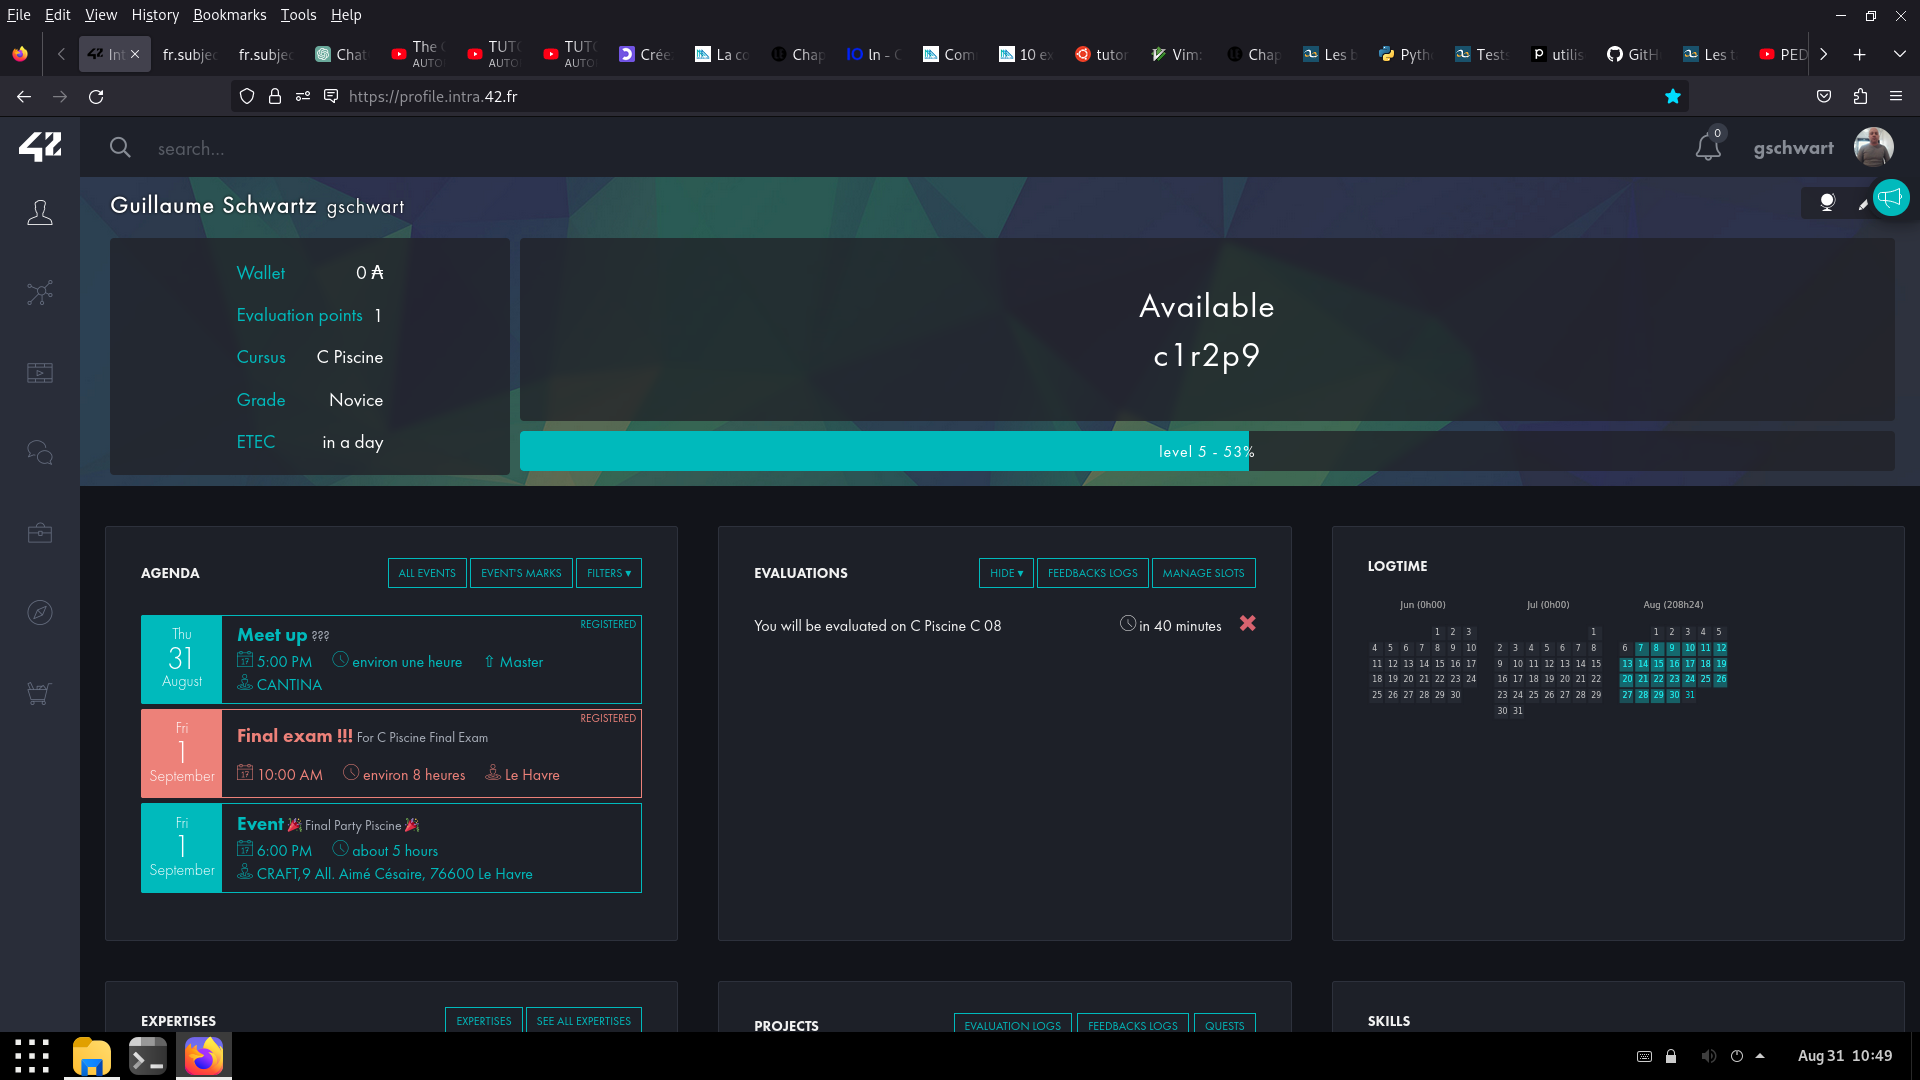 File Edit View History Bookmarks Tools Help
Int
fr.subjec
fr.subjec
Chat
The
AUTO
TUT
AUTO
TUT
AUTO
Crée
La co
Chap
IO ln - C
Com
10 ex
tutor
Vim:
Chap
Les b
Pyth
Tests
utilis
GitH
Les t
PED
https://profile.intra.42.fr
42
search...
0
gschwart
Guillaume Schwartz gschwart
Wallet 0 ₳
Evaluation points 1
Cursus C Piscine
Grade Novice
ETEC in a day
Available
c1r2p9
level 5 - 53%
AGENDA
ALL EVENTS
EVENT'S MARKS
FILTERS ▾
Thu
31
August
REGISTERED
Meet up ???
17 5:00 PM environ une heure ⇧ Master
CANTINA
Fri
1
September
REGISTERED
Final exam !!! For C Piscine Final Exam
17 10:00 AM environ 8 heures Le Havre
Fri
1
September
Event 🎉 Final Party Piscine 🎉
17 6:00 PM about 5 hours
CRAFT,9 All. Aimé Césaire, 76600 Le Havre
EVALUATIONS
HIDE ▾
FEEDBACKS LOGS
MANAGE SLOTS
You will be evaluated on C Piscine C 08 in 40 minutes ✖
LOGTIME
Jun (0h00)
1 2 3
4 5 6 7 8 9 10
11 12 13 14 15 16 17
18 19 20 21 22 23 24
25 26 27 28 29 30
Jul (0h00)
1
2 3 4 5 6 7 8
9 10 11 12 13 14 15
16 17 18 19 20 21 22
23 24 25 26 27 28 29
30 31
Aug (208h24)
1 2 3 4 5
6 7 8 9 10 11 12
13 14 15 16 17 18 19
20 21 22 23 24 25 26
27 28 29 30 31
EXPERTISES
EXPERTISES
SEE ALL EXPERTISES
PROJECTS
EVALUATION LOGS
FEEDBACKS LOGS
QUESTS
SKILLS
Aug 31 10:49